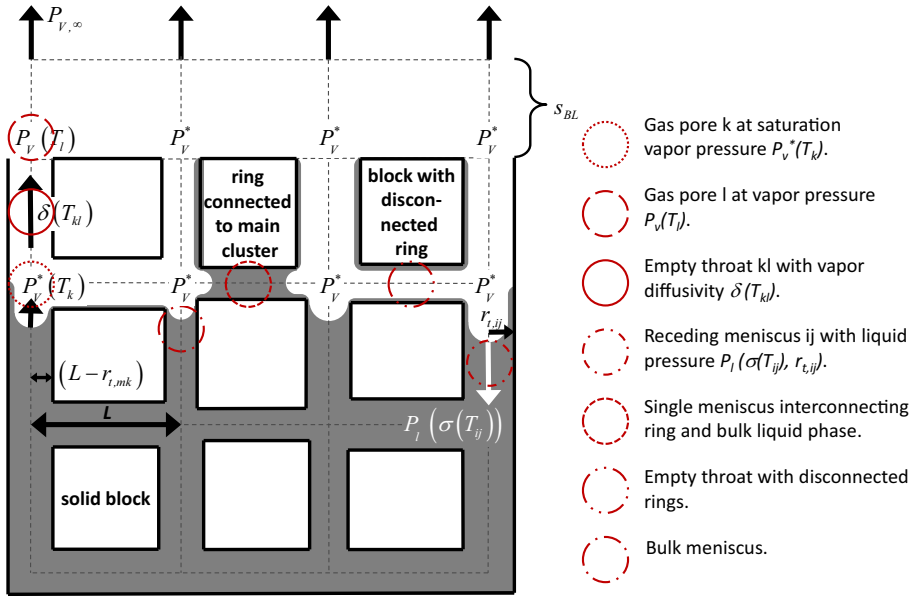 P_{V,∞}
s_{BL}
P_V(T_l)
P_V^*
P_V^*
P_V^*
ring
connected
to main
cluster
block with
discon-
nected
ring
δ(T_{kl})
P_V^*(T_k)
P_V^*
P_V^*
P_V^*
r_{t,ij}
(L−r_{t,mk})
L
P_l(σ(T_{ij}))
solid block
Gas pore k at saturation
vapor pressure P_v^*(T_k).
Gas pore l at vapor pressure
P_v(T_l).
Empty throat kl with vapor
diffusivity δ(T_{kl}).
Receding meniscus ij with liquid
pressure P_l (σ(T_{ij}), r_{t,ij}).
Single meniscus interconnecting
ring and bulk liquid phase.
Empty throat with disconnected
rings.
Bulk meniscus.